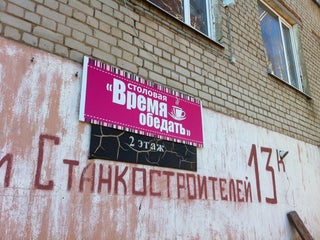 столовая
«Время
обедать»
2 этаж
и Станкостроителей 13к